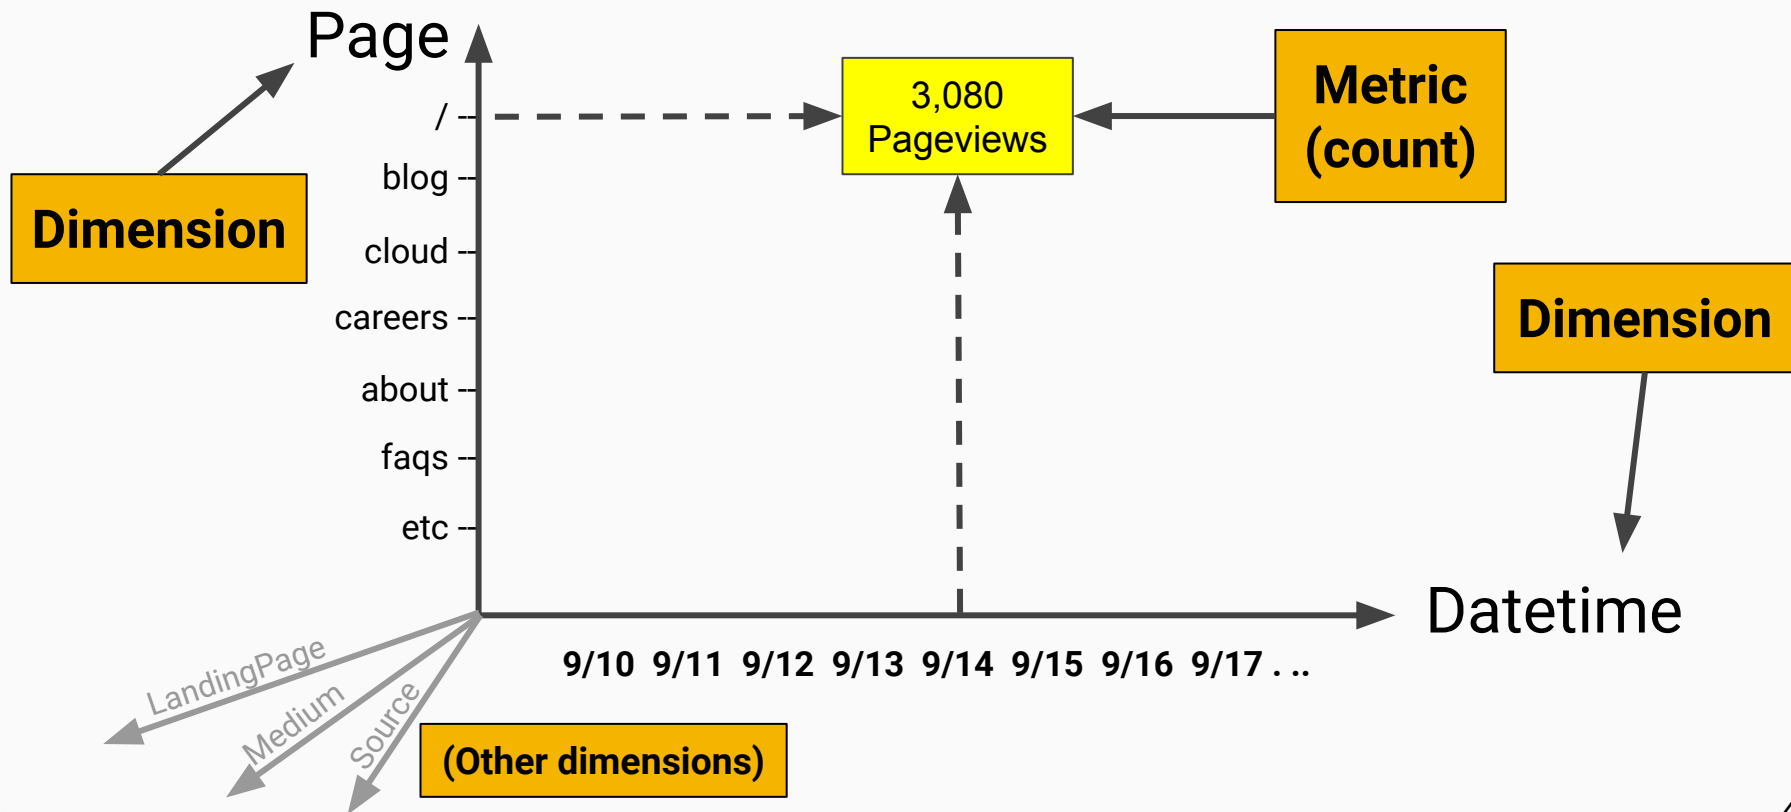 Page
3,080
Pageviews
Metric
(count)
/
blog
Dimension
cloud
careers
Dimension
about
faqs
etc
Datetime
9/10 9/11 9/12 9/13 9/14 9/15 9/16 9/17 . ..
LandingPage
Medium
Source
(Other dimensions)